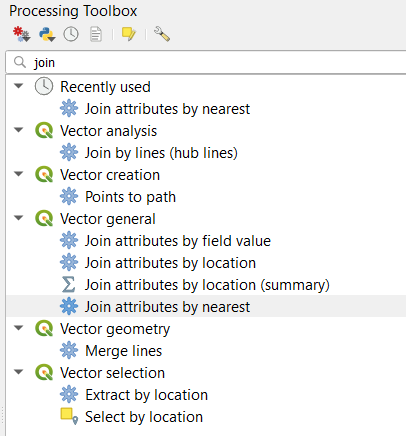 Processing Toolbox
join
Recently used
Join attributes by nearest
Vector analysis
Join by lines (hub lines)
Vector creation
Points to path
Vector general
Join attributes by field value
Join attributes by location
Join attributes by location (summary)
Join attributes by nearest
Vector geometry
Merge lines
Vector selection
Extract by location
Select by location